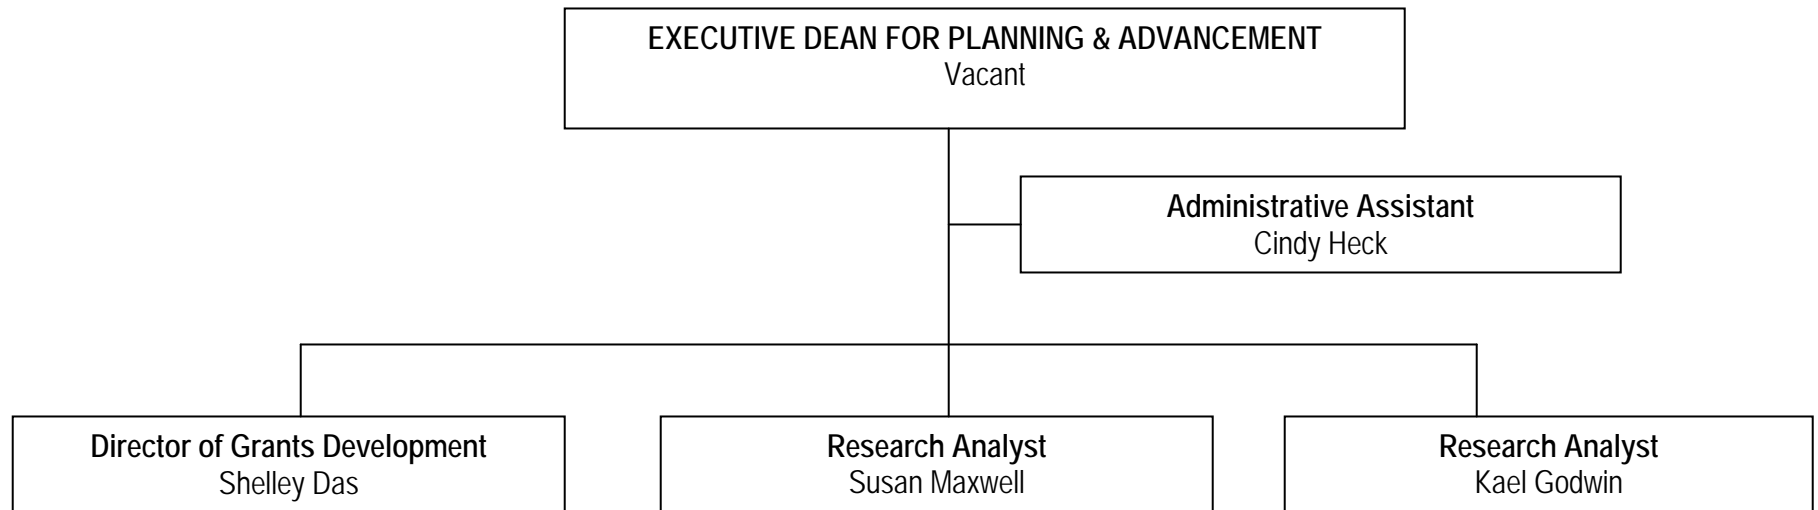 EXECUTIVE DEAN FOR PLANNING & ADVANCEMENT
Vacant
Administrative Assistant
Cindy Heck
Director of Grants Development
Shelley Das
Research Analyst
Susan Maxwell
Research Analyst
Kael Godwin